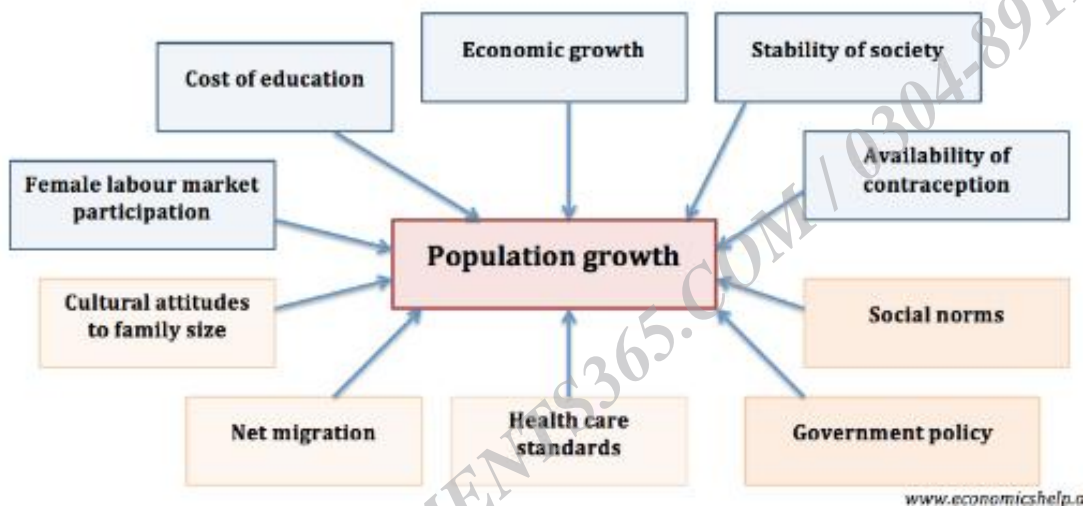 Economic growth
Stability of society
Cost of education
Availability of
contraception
Female labour market
participation
Population growth
Cultural attitudes
to family size
Social norms
Net migration
Health care
standards
Government policy
www.economicshelp.o